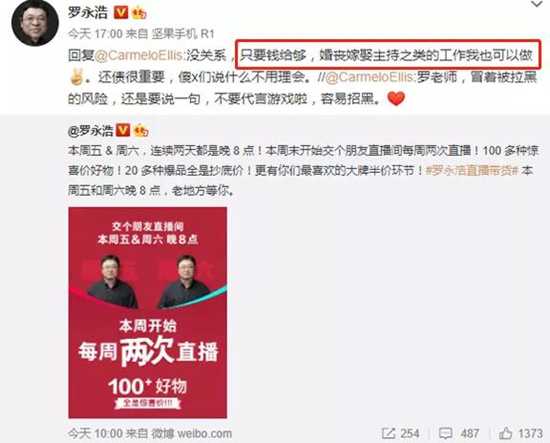 罗永浩
今天 17:00 来自 坚果手机 R1
回复@CarmeloEllis:没关系，只要钱给够，婚丧嫁娶主持之类的工作我也可以做
✌。还债很重要，傻x们说什么不用理会。//@CarmeloEllis:罗老师，冒着被拉黑
的风险，还是要说一句，不要代言游戏啦，容易招黑。❤
@罗永浩
本周五 & 周六，连续两天都是晚 8 点！本周末开始交个朋友直播间每周两次直播！100 多种惊
喜价好物！20 多种爆品全是抄底价！更有你们最喜欢的大牌半价环节！#罗永浩直播带货# 本
周五和周六晚 8 点，老地方等你。
交个朋友直播间
本周五&周六 晚8点
本周开始
每周两次直播
100+好物
全是惊喜价!!!
今天 10:00 来自 微博 weibo.com
254
487
1373